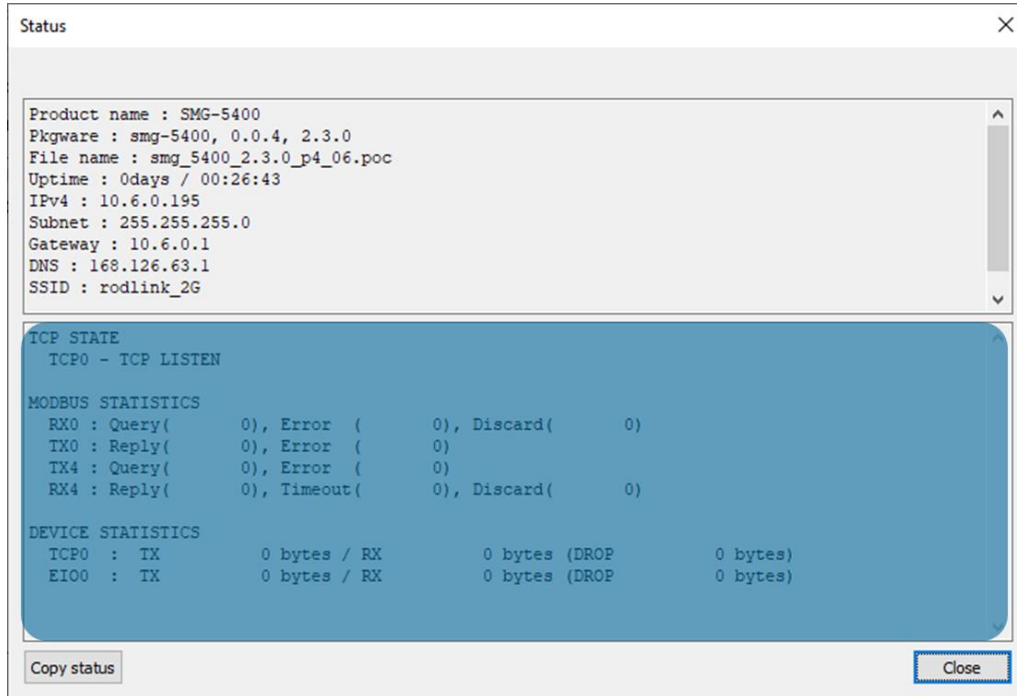 Status
Product name : SMG-5400
Pkgware : smg-5400, 0.0.4, 2.3.0
File name : smg_5400_2.3.0_p4_06.poc
Uptime : 0days / 00:26:43
IPv4 : 10.6.0.195
Subnet : 255.255.255.0
Gateway : 10.6.0.1
DNS : 168.126.63.1
SSID : rodlink_2G
TCP STATE
  TCP0 - TCP LISTEN
MODBUS STATISTICS
  RX0 : Query(       0), Error  (       0), Discard(       0)
  TX0 : Reply(       0), Error  (       0)
  TX4 : Query(       0), Error  (       0)
  RX4 : Reply(       0), Timeout(       0), Discard(       0)
DEVICE STATISTICS
  TCP0  :  TX          0 bytes / RX          0 bytes (DROP          0 bytes)
  EIO0  :  TX          0 bytes / RX          0 bytes (DROP          0 bytes)
Copy status
Close